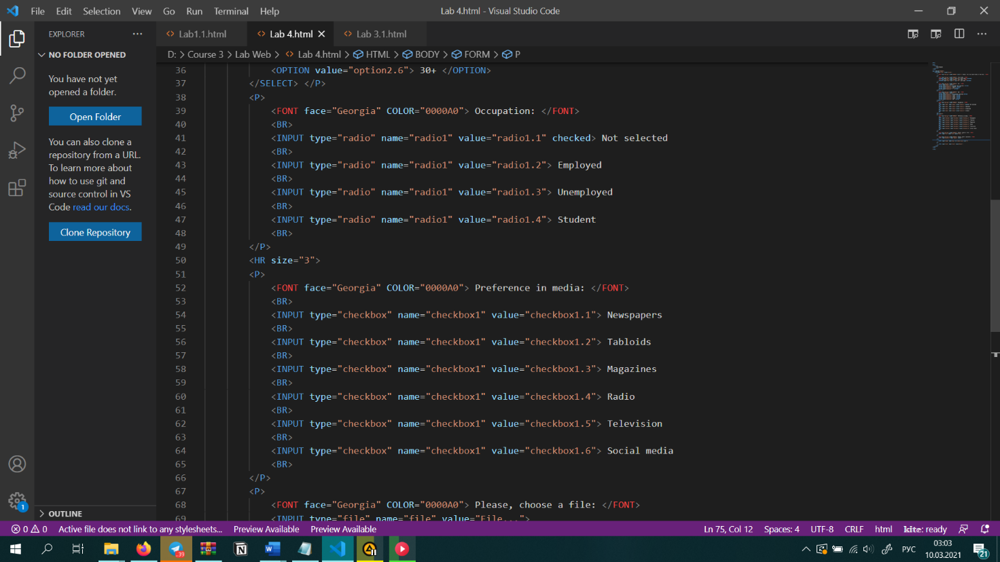 File Edit Selection View Go Run Terminal Help
Lab 4.html - Visual Studio Code
EXPLORER
Lab1.1.html
Lab 4.html
Lab 3.1.html
NO FOLDER OPENED
D: > Course 3 > Lab Web > Lab 4.html > HTML > BODY > FORM > P
You have not yet
opened a folder.
Open Folder
You can also clone a
repository from a URL.
To learn more about
how to use git and
source control in VS
Code read our docs.
Clone Repository
OUTLINE
36 <OPTION value="option2.6"> 30+ </OPTION>
37 </SELECT> </P>
38 <P>
39 <FONT face="Georgia" COLOR="0000A0"> Occupation: </FONT>
40 <BR>
41 <INPUT type="radio" name="radio1" value="radio1.1" checked> Not selected
42 <BR>
43 <INPUT type="radio" name="radio1" value="radio1.2"> Employed
44 <BR>
45 <INPUT type="radio" name="radio1" value="radio1.3"> Unemployed
46 <BR>
47 <INPUT type="radio" name="radio1" value="radio1.4"> Student
48 <BR>
49 </P>
50 <HR size="3">
51 <P>
52 <FONT face="Georgia" COLOR="0000A0"> Preference in media: </FONT>
53 <BR>
54 <INPUT type="checkbox" name="checkbox1" value="checkbox1.1"> Newspapers
55 <BR>
56 <INPUT type="checkbox" name="checkbox1" value="checkbox1.2"> Tabloids
57 <BR>
58 <INPUT type="checkbox" name="checkbox1" value="checkbox1.3"> Magazines
59 <BR>
60 <INPUT type="checkbox" name="checkbox1" value="checkbox1.4"> Radio
61 <BR>
62 <INPUT type="checkbox" name="checkbox1" value="checkbox1.5"> Television
63 <BR>
64 <INPUT type="checkbox" name="checkbox1" value="checkbox1.6"> Social media
65 <BR>
66 </P>
67 <P>
68 <FONT face="Georgia" COLOR="0000A0"> Please, choose a file: </FONT>
69 <INPUT type="file" name="file" value="File...">
1
0 0 Active file does not link to any stylesheets... Preview Available Preview Available
Ln 75, Col 12 Spaces: 4 UTF-8 CRLF html kite: ready
39
РУС
03:03
10.03.2021
21